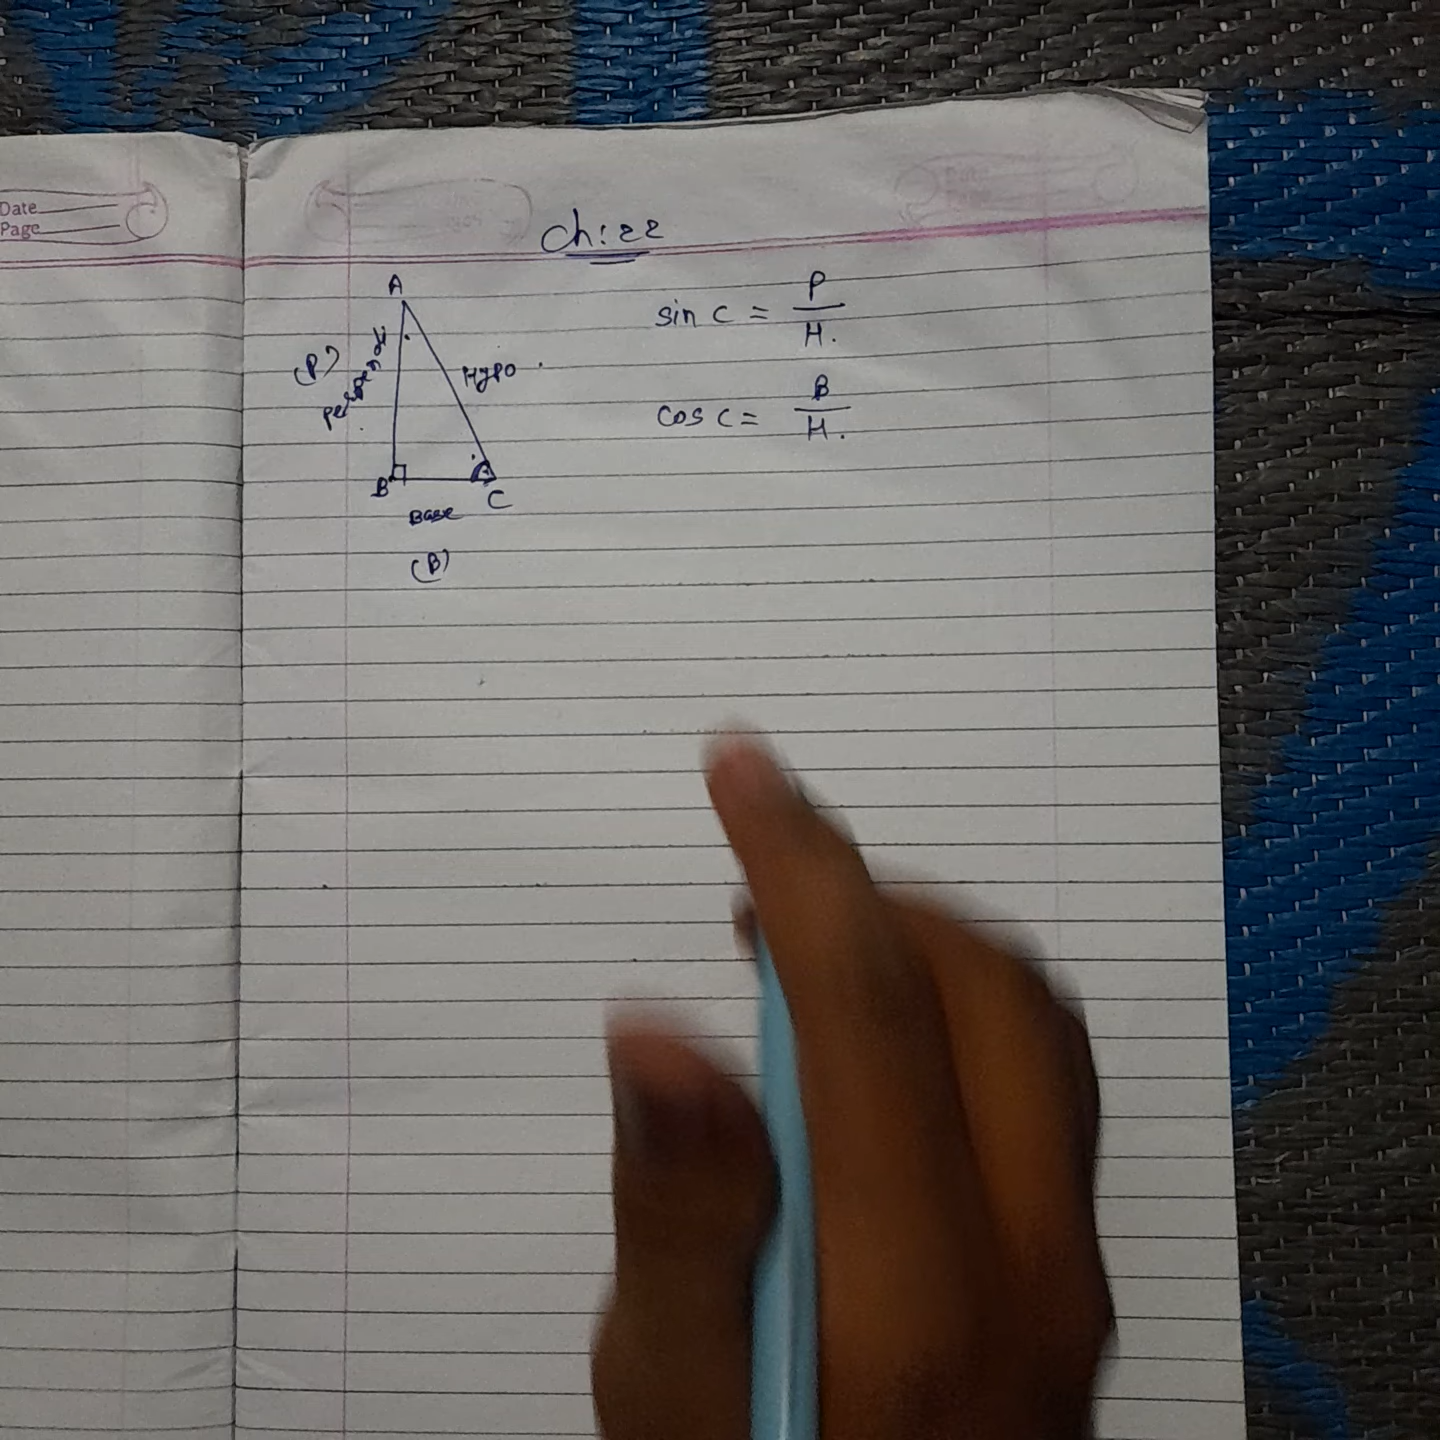 Date
Page
Ch:22
A
(P)
Hypo
B
C
Base
(B)
sin C = P
H.
cos C = B
H.